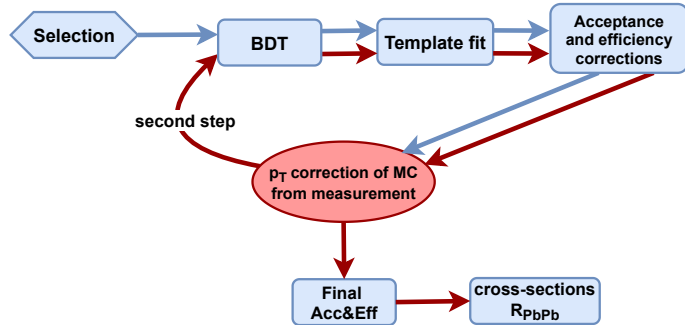 Selection
BDT
Template fit
Acceptance
and efficiency
corrections
second step
pT correction of MC
from measurement
Final
Acc&Eff
cross-sections
RPbPb